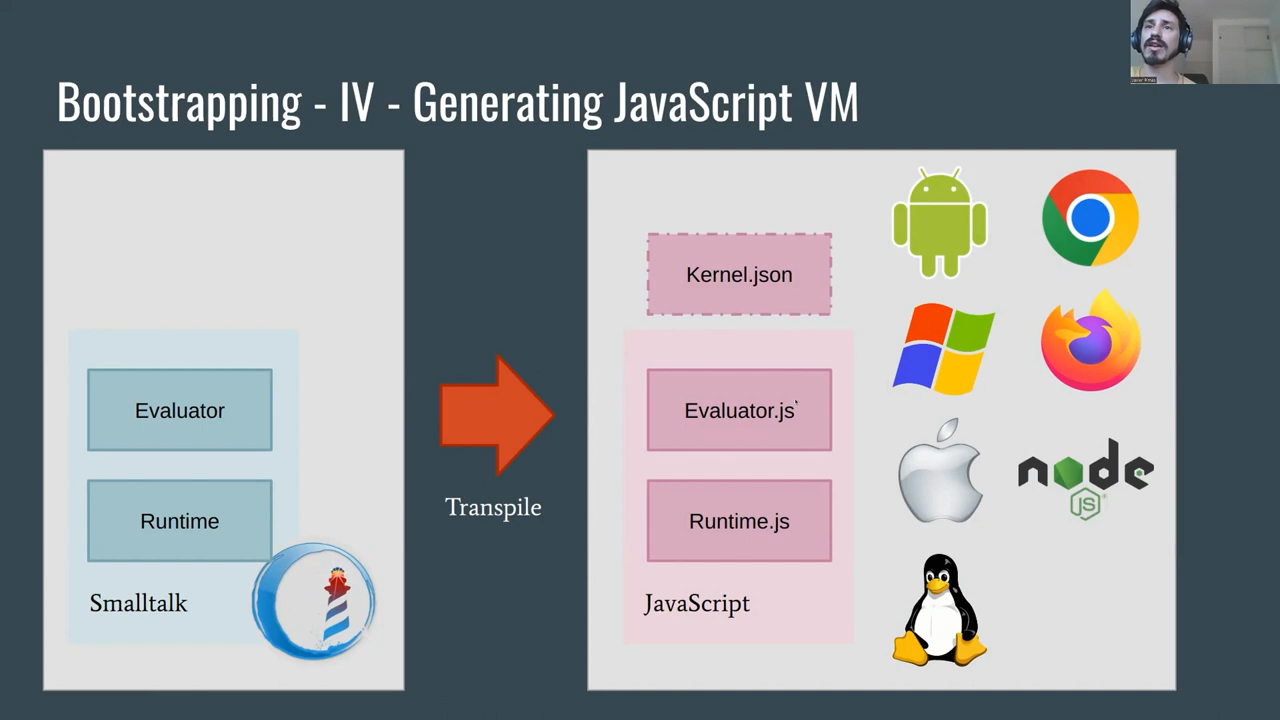 Bootstrapping - IV - Generating JavaScript VM
Evaluator
Runtime
Smalltalk
Transpile
Kernel.json
Evaluator.js
Runtime.js
JavaScript
node
JS